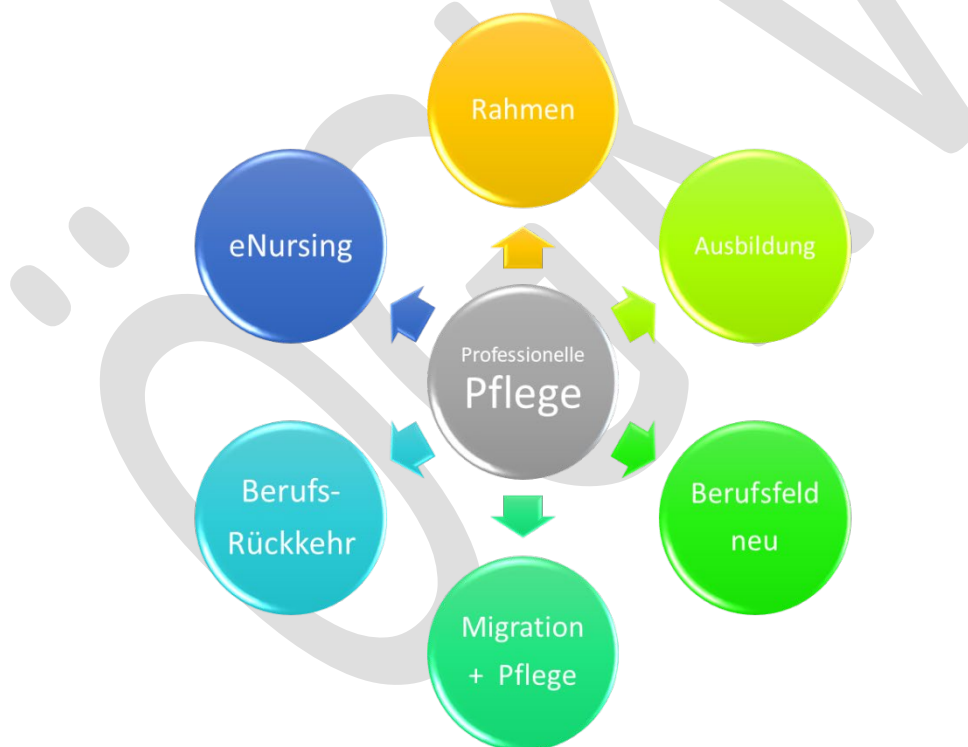 Rahmen
Ausbildung
Berufsfeld
neu
Migration
+ Pflege
Berufs-
Rückkehr
eNursing
Professionelle
Pflege